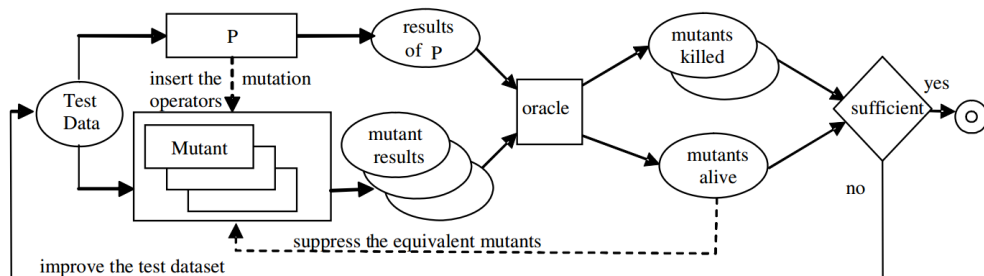 P
results
of P
mutants
killed
insert the mutation
operators
Test
Data
oracle
sufficient
yes
Mutant
mutant
results
mutants
alive
no
suppress the equivalent mutants
improve the test dataset